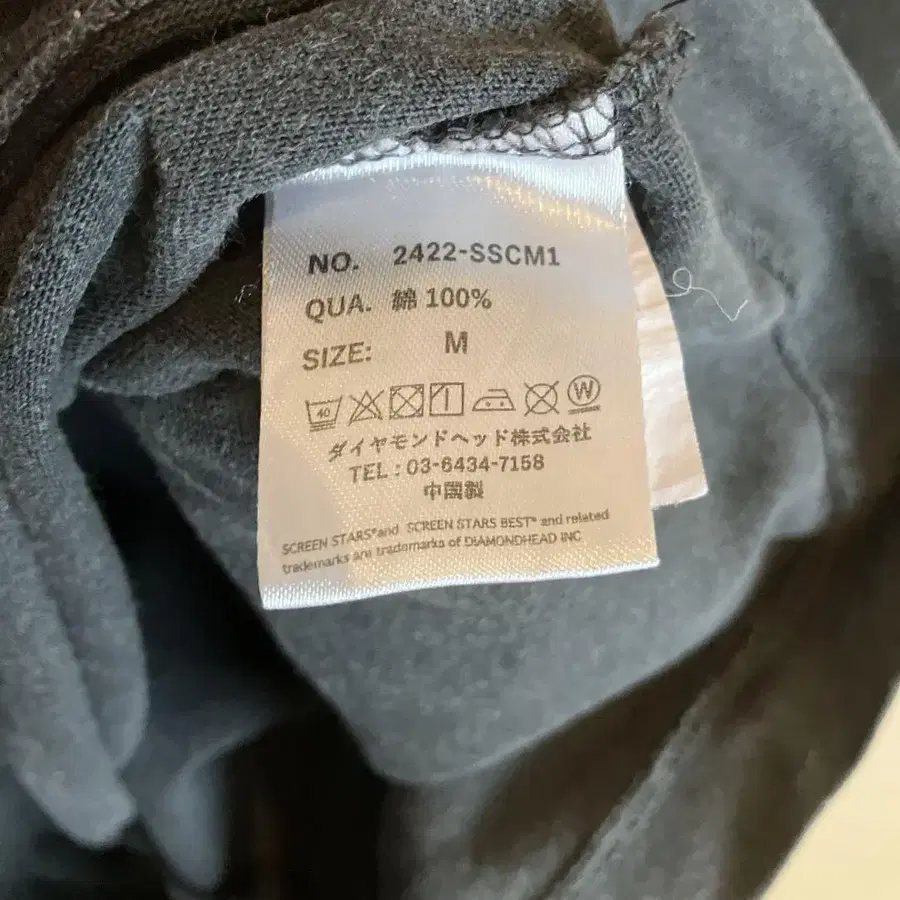 NO. 2422-SSCM1
QUA. 綿 100%
SIZE: M
40 W
ダイヤモンドヘッド株式会社
TEL : 03-6434-7158
中国製
SCREEN STARS® and SCREEN STARS BEST® and related
trademarks are trademarks of DIAMONDHEAD INC